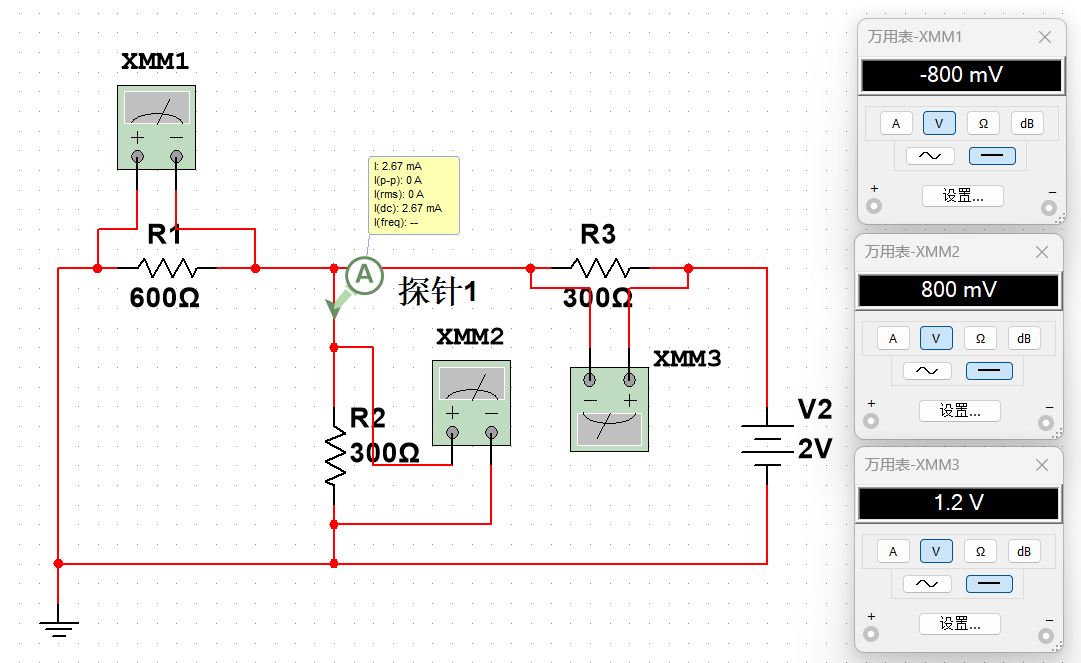 XMM1
+ −
R1
600Ω
I: 2.67 mA
I(p-p): 0 A
I(rms): 0 A
I(dc): 2.67 mA
I(freq): --
A
探针1
R3
300Ω
XMM2
+ −
XMM3
− +
R2
300Ω
V2
2V
万用表-XMM1
-800 mV
A V Ω dB
+ 设置... −
万用表-XMM2
800 mV
A V Ω dB
+ 设置... −
万用表-XMM3
1.2 V
A V Ω dB
+ 设置... −